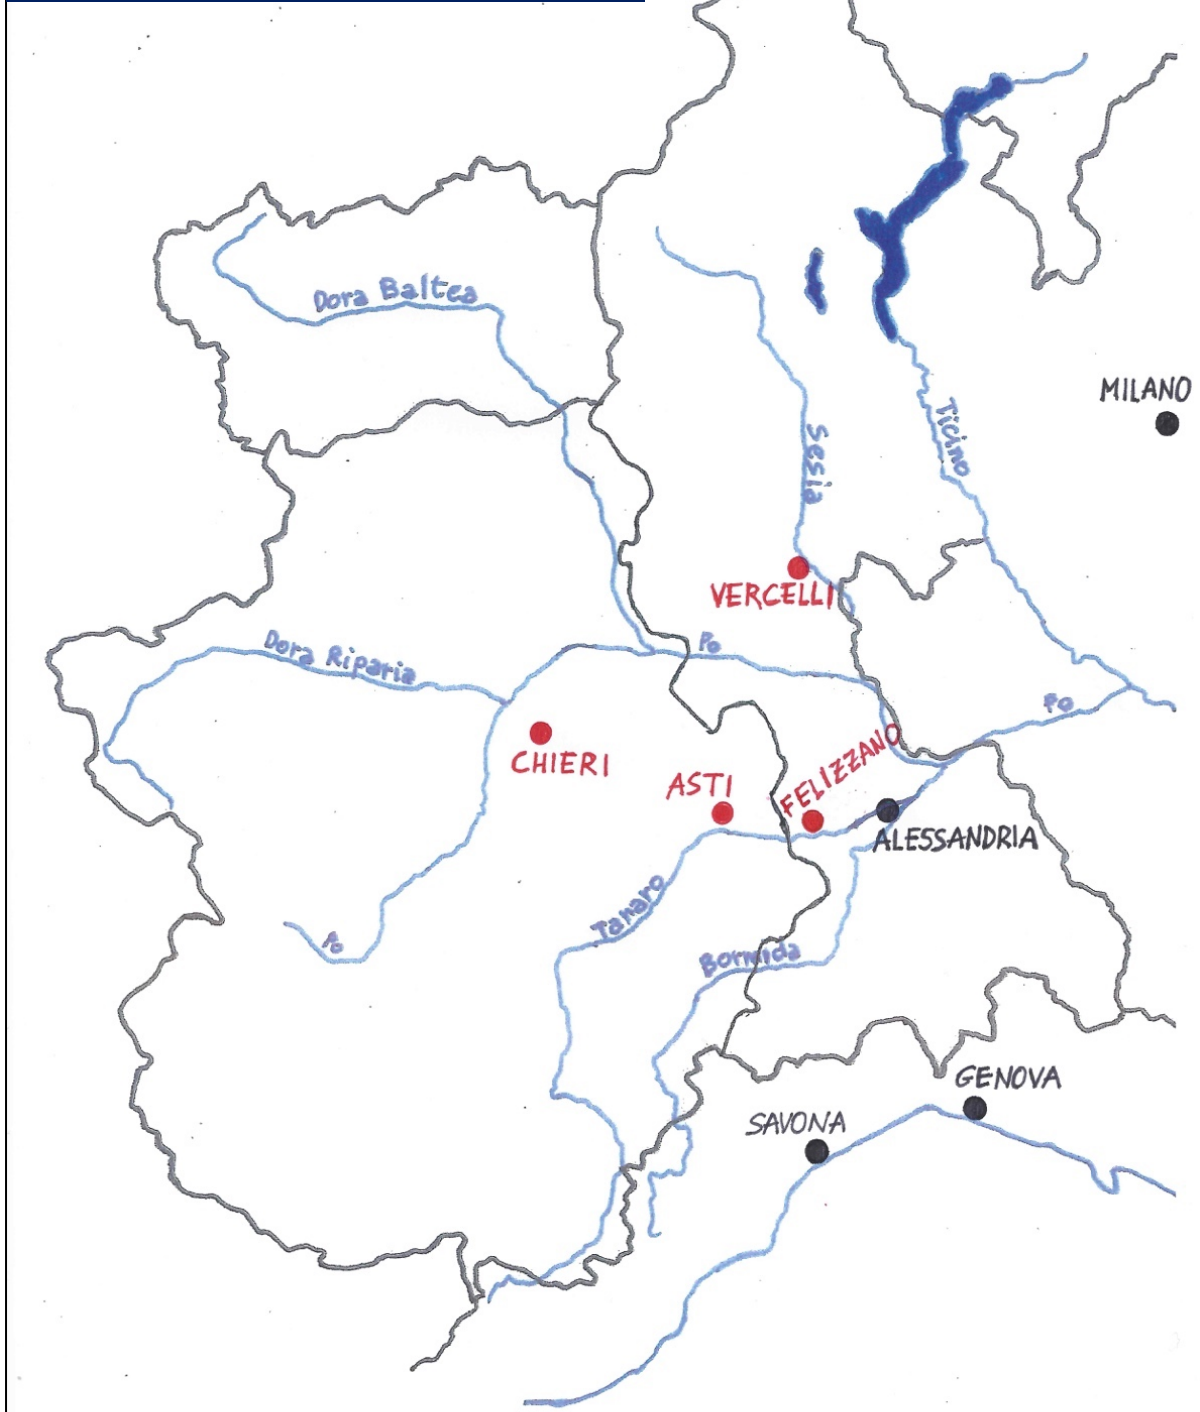 Dora Baltea
MILANO
Ticino
Sesia
VERCELLI
Dora Riparia
Po
Po
CHIERI
FELIZZANO
ASTI
ALESSANDRIA
Tanaro
Po
Bormida
GENOVA
SAVONA